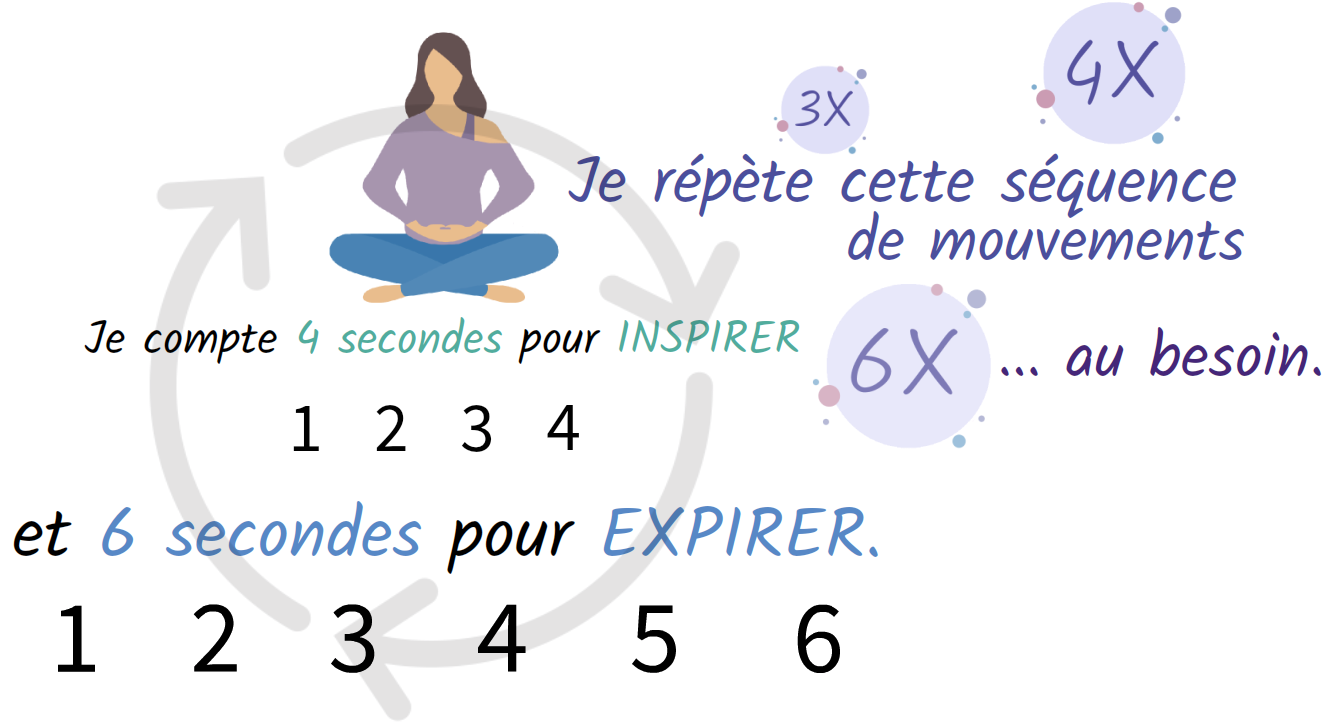 3X
4X
Je répète cette séquence
de mouvements
6X
... au besoin.
Je compte 4 secondes pour INSPIRER
1 2 3 4
et 6 secondes pour EXPIRER.
1 2 3 4 5 6